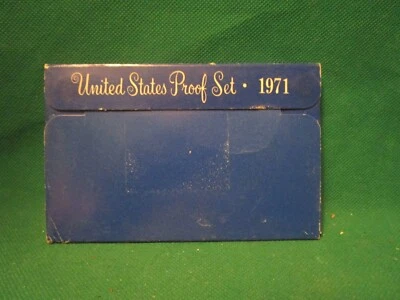 United States Proof Set · 1971